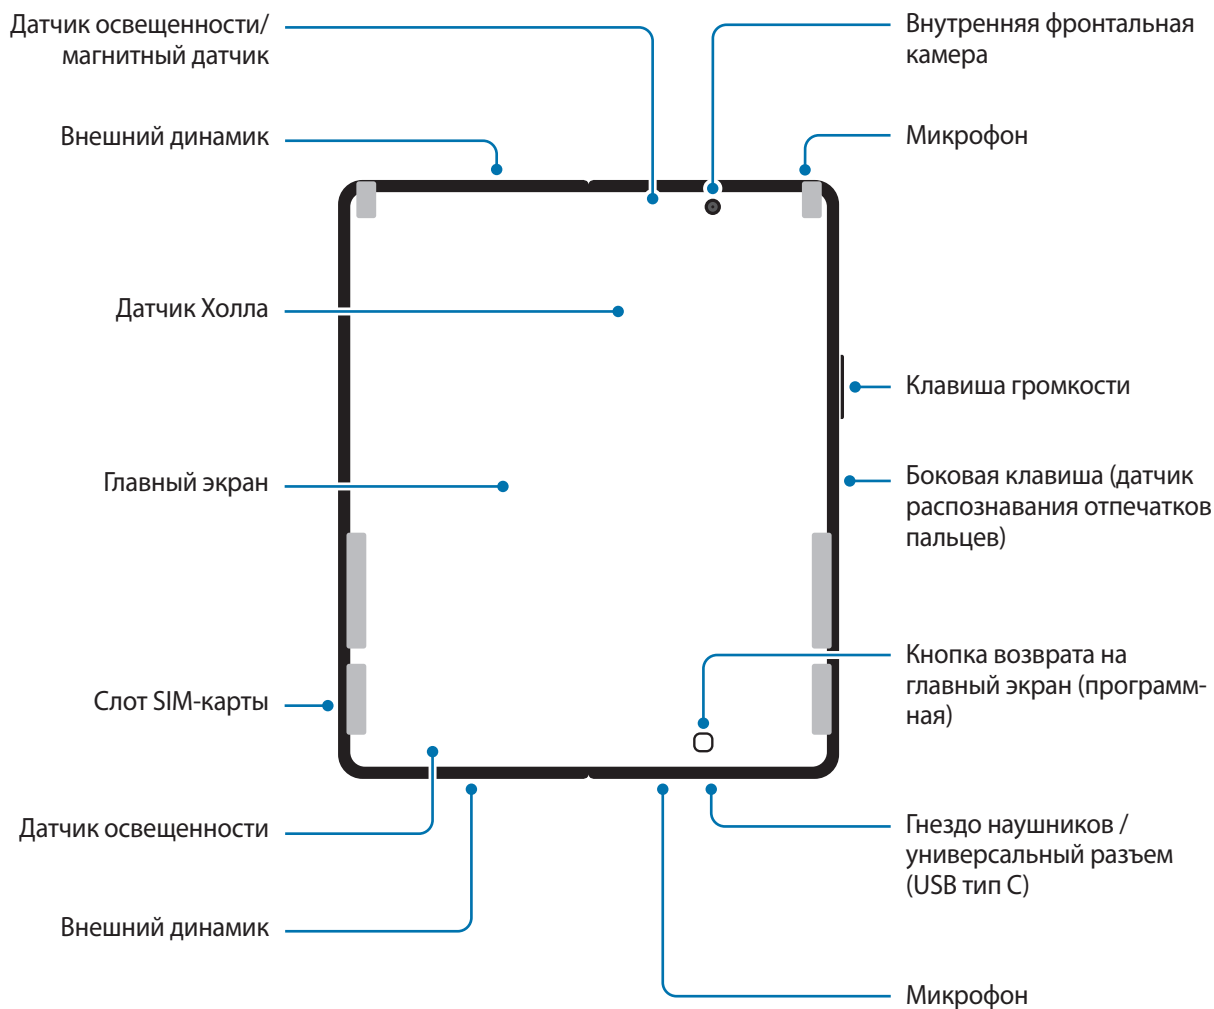 Датчик освещенности/
магнитный датчик
Внешний динамик
Датчик Холла
Главный экран
Слот SIM-карты
Датчик освещенности
Внешний динамик
Внутренняя фронтальная
камера
Микрофон
Клавиша громкости
Боковая клавиша (датчик
распознавания отпечатков
пальцев)
Кнопка возврата на
главный экран (программ-
ная)
Гнездо наушников /
универсальный разъем
(USB тип C)
Микрофон